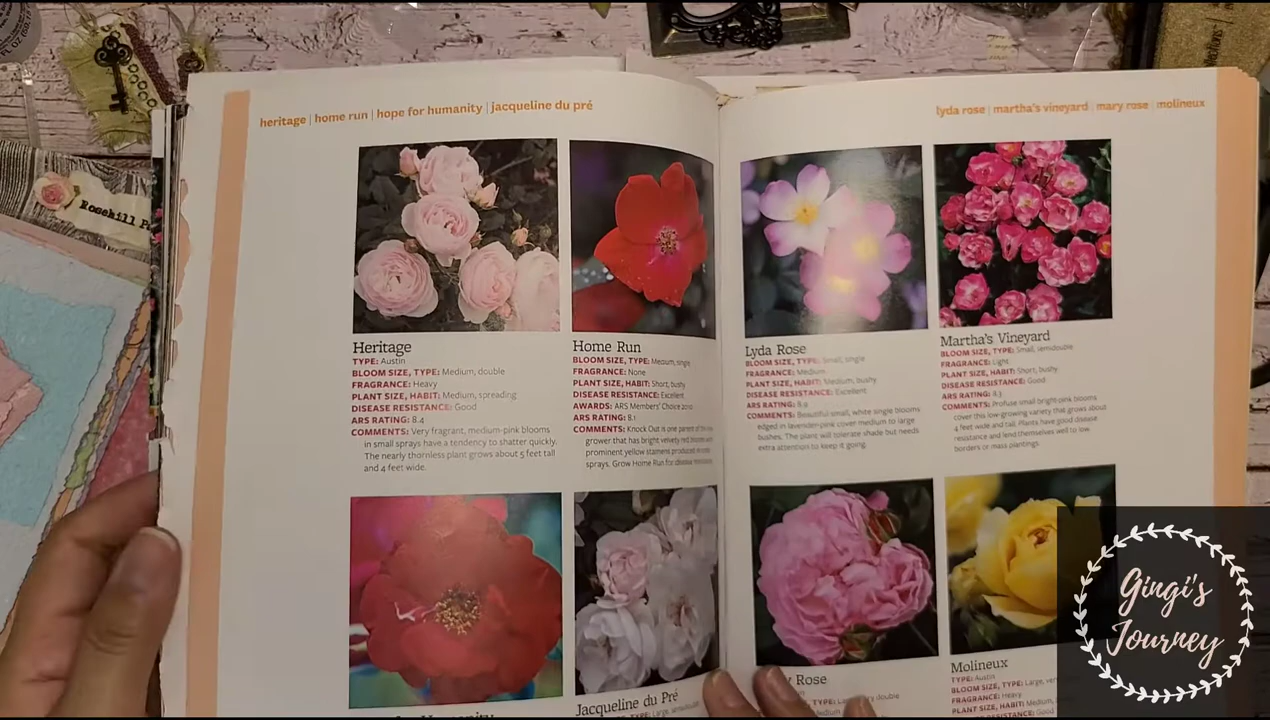 heritage | home run | hope for humanity | jacqueline du pré
lyda rose | martha's vineyard | mary rose | molineux
Rosehill P
Heritage
TYPE: Austin
BLOOM SIZE, TYPE: Medium, double
FRAGRANCE: Heavy
PLANT SIZE, HABIT: Medium, spreading
DISEASE RESISTANCE: Good
ARS RATING: 8.4
COMMENTS: Very fragrant, medium-pink blooms
in small sprays have a tendency to shatter quickly.
The nearly thornless plant grows about 5 feet tall
and 4 feet wide.
Home Run
BLOOM SIZE, TYPE: Medium, single
FRAGRANCE: None
PLANT SIZE, HABIT: Short, bushy
DISEASE RESISTANCE: Excellent
AWARDS: ARS Members' Choice
ARS RATING: 8.1
COMMENTS: Knock Out is one parent of
grower that has bright velvety red blooms
prominent yellow stamens produced
sprays. Grow Home Run for disease
Lyda Rose
BLOOM SIZE, TYPE: Small, single
FRAGRANCE: Medium
PLANT SIZE, HABIT: Medium, bushy
DISEASE RESISTANCE: Excellent
ARS RATING:
COMMENTS: Beautiful small, white single blooms
edged in lavender-pink cover medium to large
bushes. The plant will tolerate shade but needs
extra attention to keep it going.
Martha's Vineyard
BLOOM SIZE, TYPE: Small, semidouble
FRAGRANCE: Light
PLANT SIZE, HABIT: Short, bushy
DISEASE RESISTANCE: Good
ARS RATING: 8.3
COMMENTS: Profuse small bright-pink blooms
cover this low-growing variety that grows about
4 feet wide and tall. Plants have good disease
resistance and lend themselves well to low
borders or mass plantings.
Jacqueline du Pré
Rose
Molineux
TYPE: Austin
BLOOM SIZE, TYPE: Large,
FRAGRANCE: Heavy
PLANT SIZE, HABIT: Medium,
Gingi's
Journey